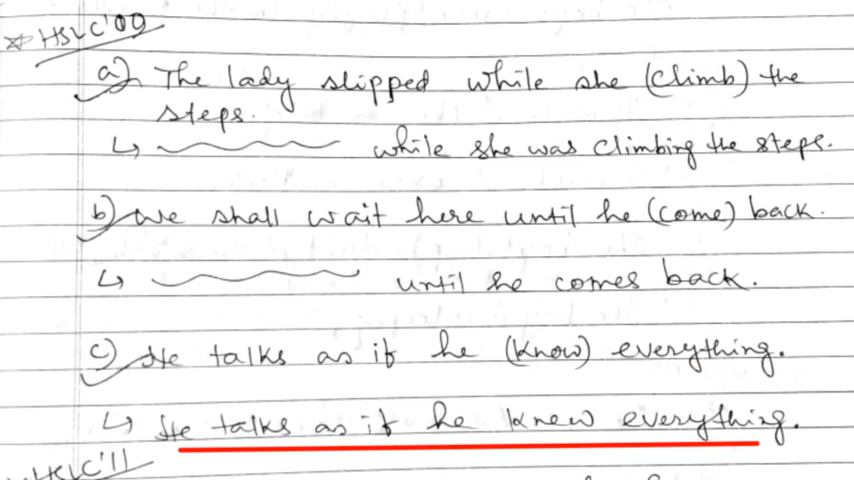 ☆ HSLC'09
a) The lady slipped while she (climb) the
steps.
↳ while she was climbing the steps.
b) We shall wait here until he (come) back.
↳ until he comes back.
c) He talks as if he (know) everything.
↳ He talks as if he knew everything.
HSLC'11